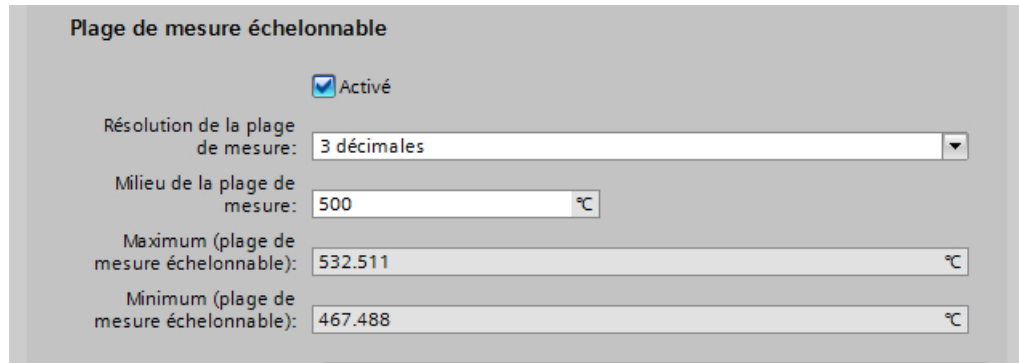 Plage de mesure échelonnable
Activé
Résolution de la plage
de mesure: 3 décimales
Milieu de la plage de
mesure: 500 °C
Maximum (plage de
mesure échelonnable): 532.511 °C
Minimum (plage de
mesure échelonnable): 467.488 °C